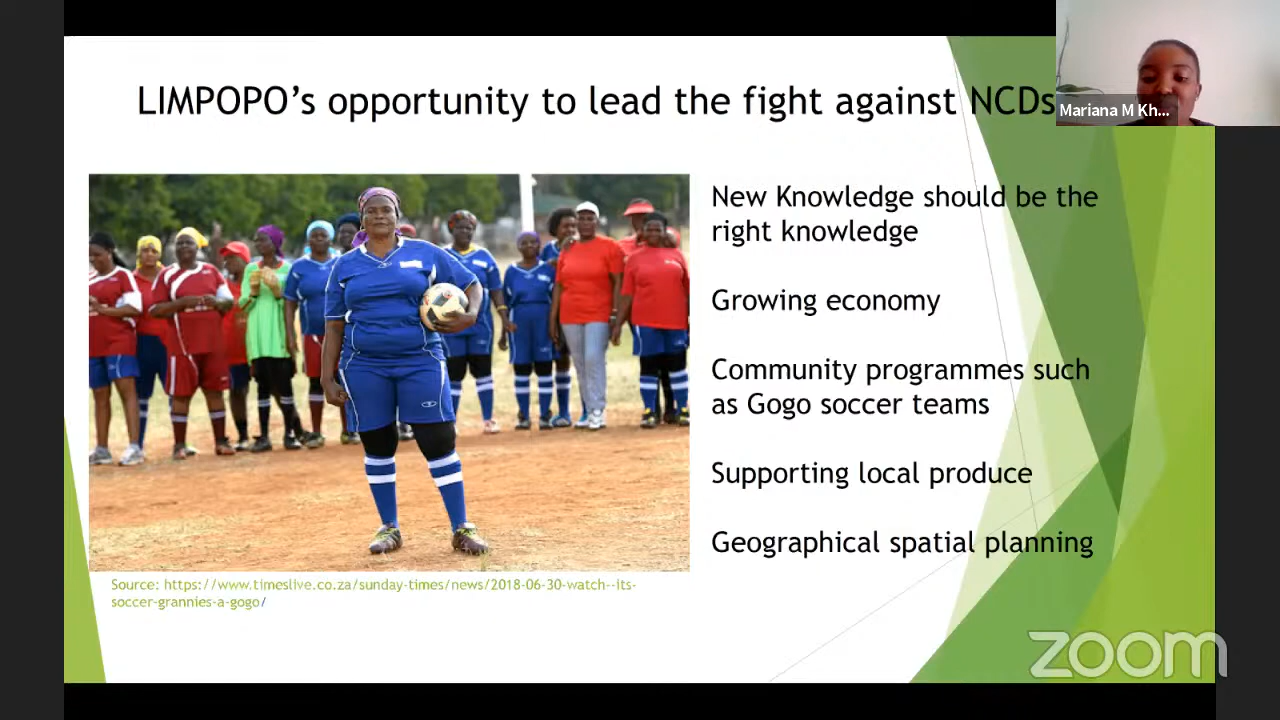 LIMPOPO's opportunity to lead the fight against NCDs
Mariana M Kh...
New Knowledge should be the
right knowledge
Growing economy
Community programmes such
as Gogo soccer teams
Supporting local produce
Geographical spatial planning
Source: https://www.timeslive.co.za/sunday-times/news/2018-06-30-watch--its-
soccer-grannies-a-gogo/
zoom